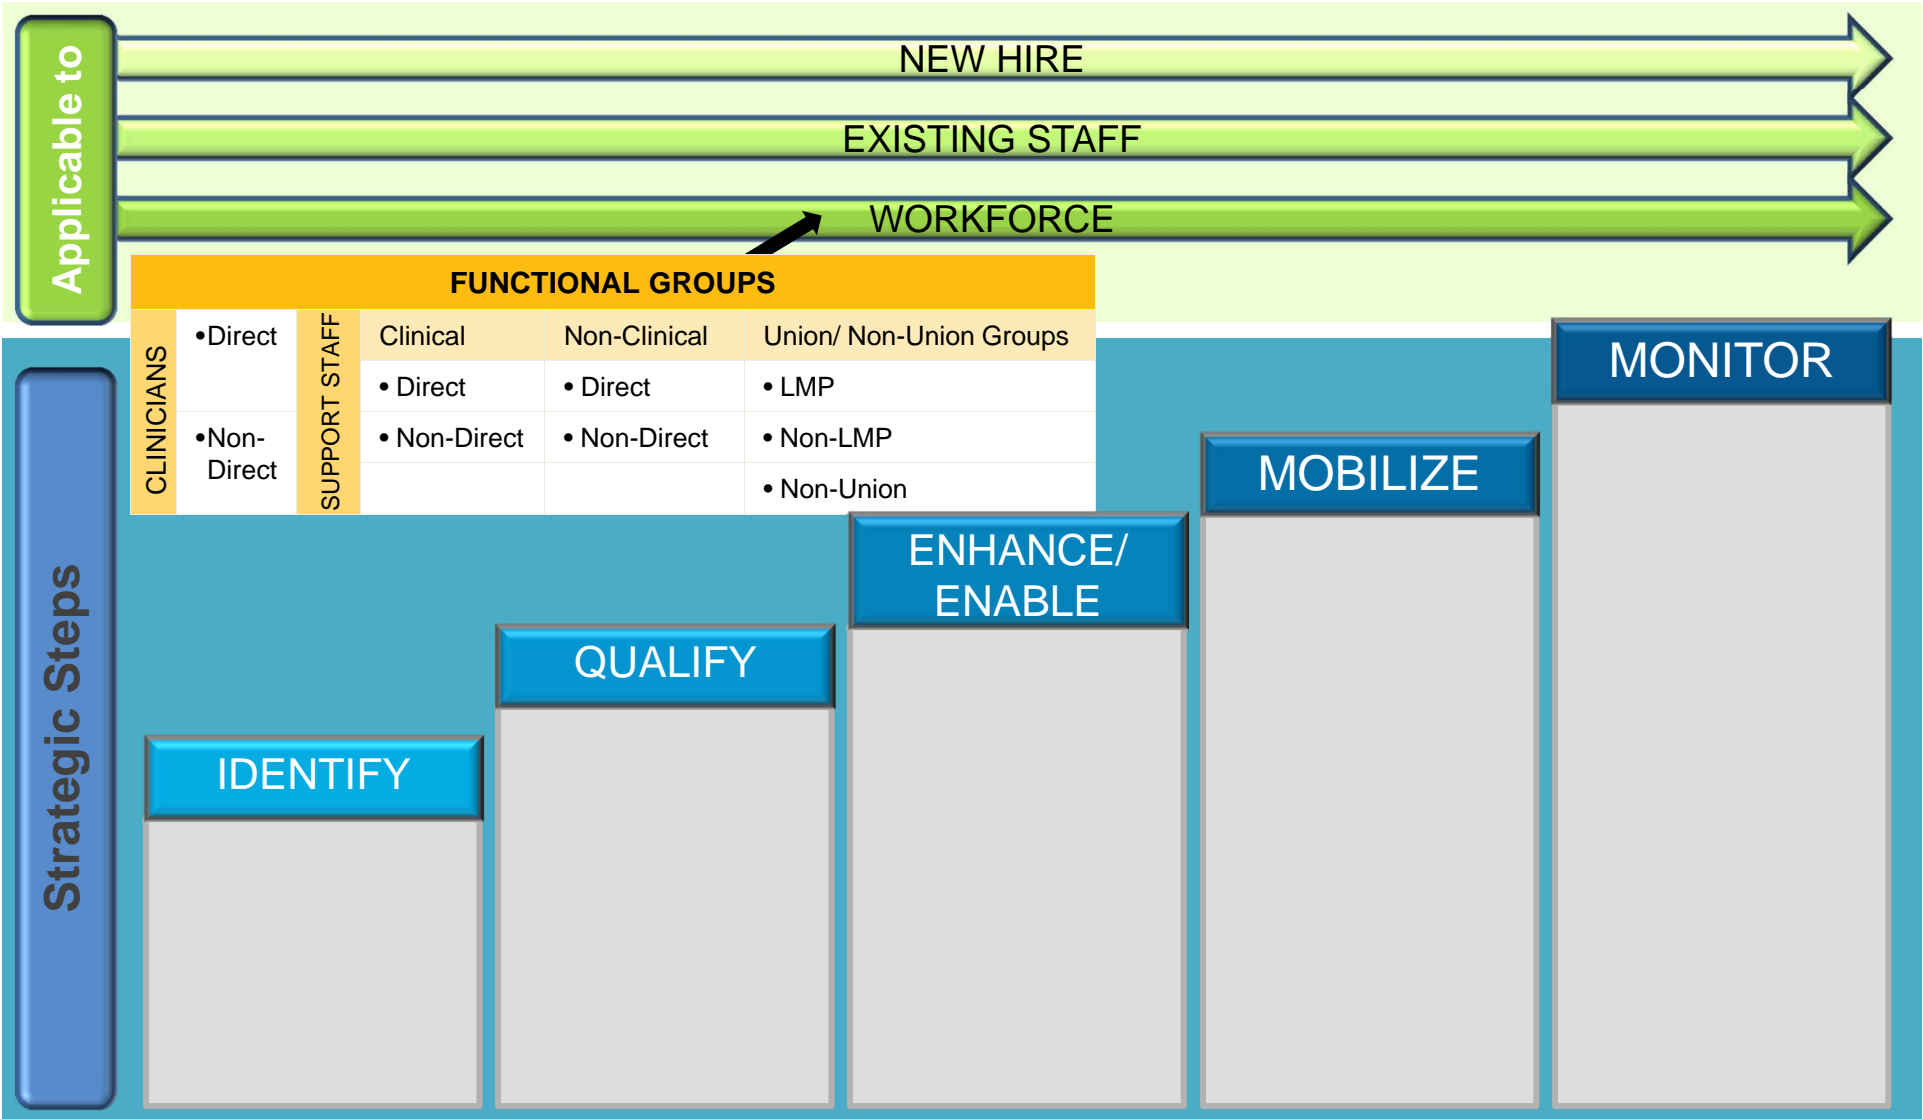 Applicable to
NEW HIRE
EXISTING STAFF
WORKFORCE
FUNCTIONAL GROUPS
CLINICIANS
•Direct
•Non-
Direct
SUPPORT STAFF
Clinical Non-Clinical Union/ Non-Union Groups
• Direct • Direct • LMP
• Non-Direct • Non-Direct • Non-LMP
• Non-Union
Strategic Steps
IDENTIFY
QUALIFY
ENHANCE/
ENABLE
MOBILIZE
MONITOR